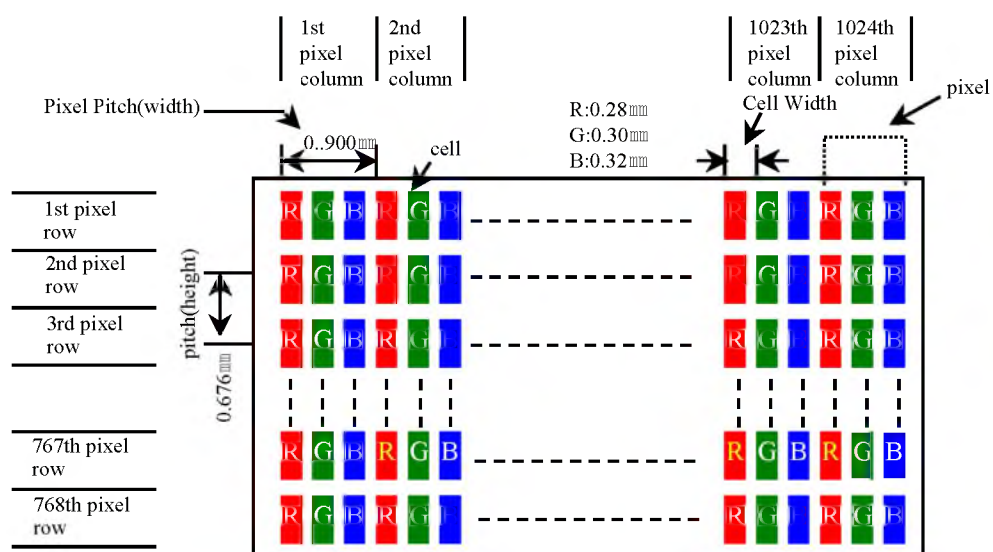 1st
pixel
column
2nd
pixel
column
1023th
pixel
column
1024th
pixel
column
Pixel Pitch(width)
R:0.28㎜
G:0.30㎜
B:0.32㎜
Cell Width
pixel
0..900㎜
cell
1st pixel
row
R G B R G B R G B R G B
2nd pixel
row
R G B R G B R G B R G B
pitch(height)
0.676㎜
3rd pixel
row
R G B R G B R G B R G B
767th pixel
row
R G B R G B R G B R G B
768th pixel
row
R G B R G B R G B R G B